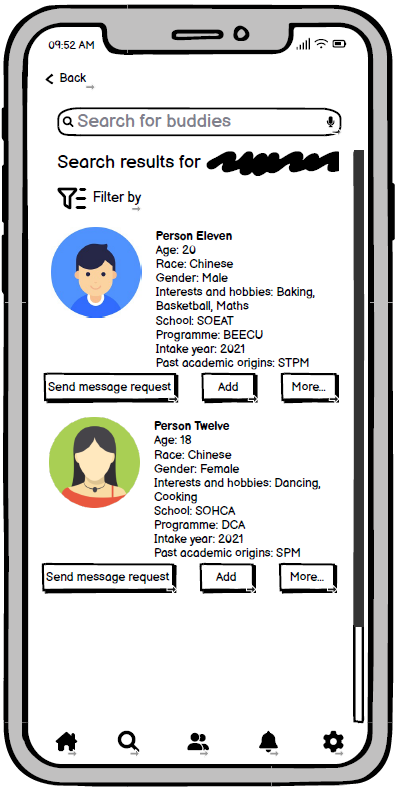 09:52 AM
Back
Search for buddies
Search results for
Filter by
Person Eleven
Age: 20
Race: Chinese
Gender: Male
Interests and hobbies: Baking,
Basketball, Maths
School: SOEAT
Programme: BEECU
Intake year: 2021
Past academic origins: STPM
Send message request
Add
More...
Person Twelve
Age: 18
Race: Chinese
Gender: Female
Interests and hobbies: Dancing,
Cooking
School: SOHCA
Programme: DCA
Intake year: 2021
Past academic origins: SPM
Send message request
Add
More...